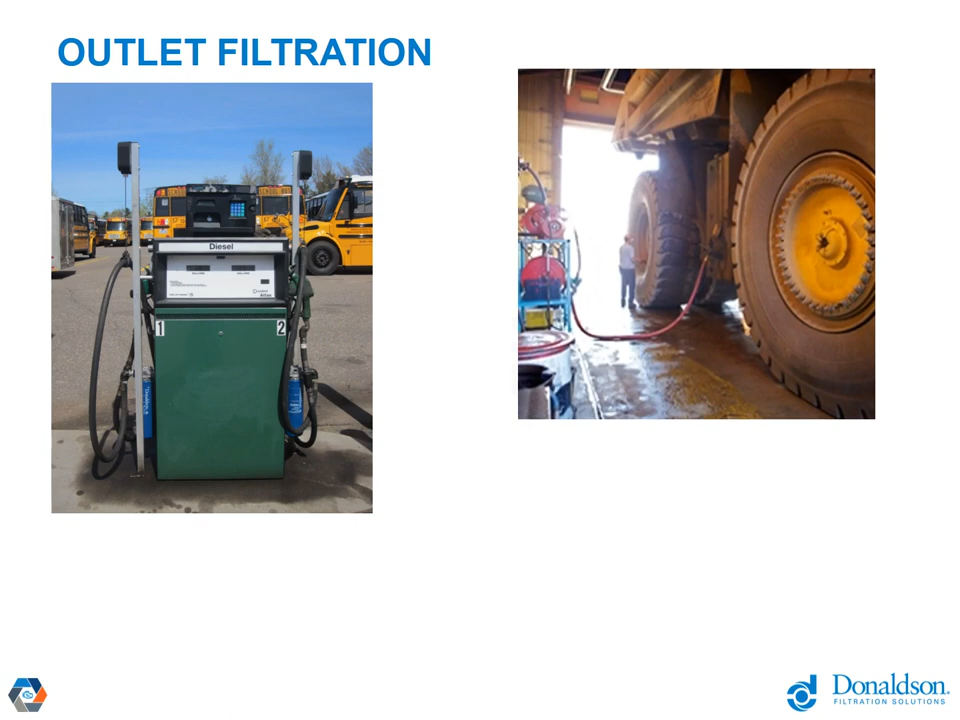 OUTLET FILTRATION
Diesel
1
2
Donaldson.
FILTRATION SOLUTIONS